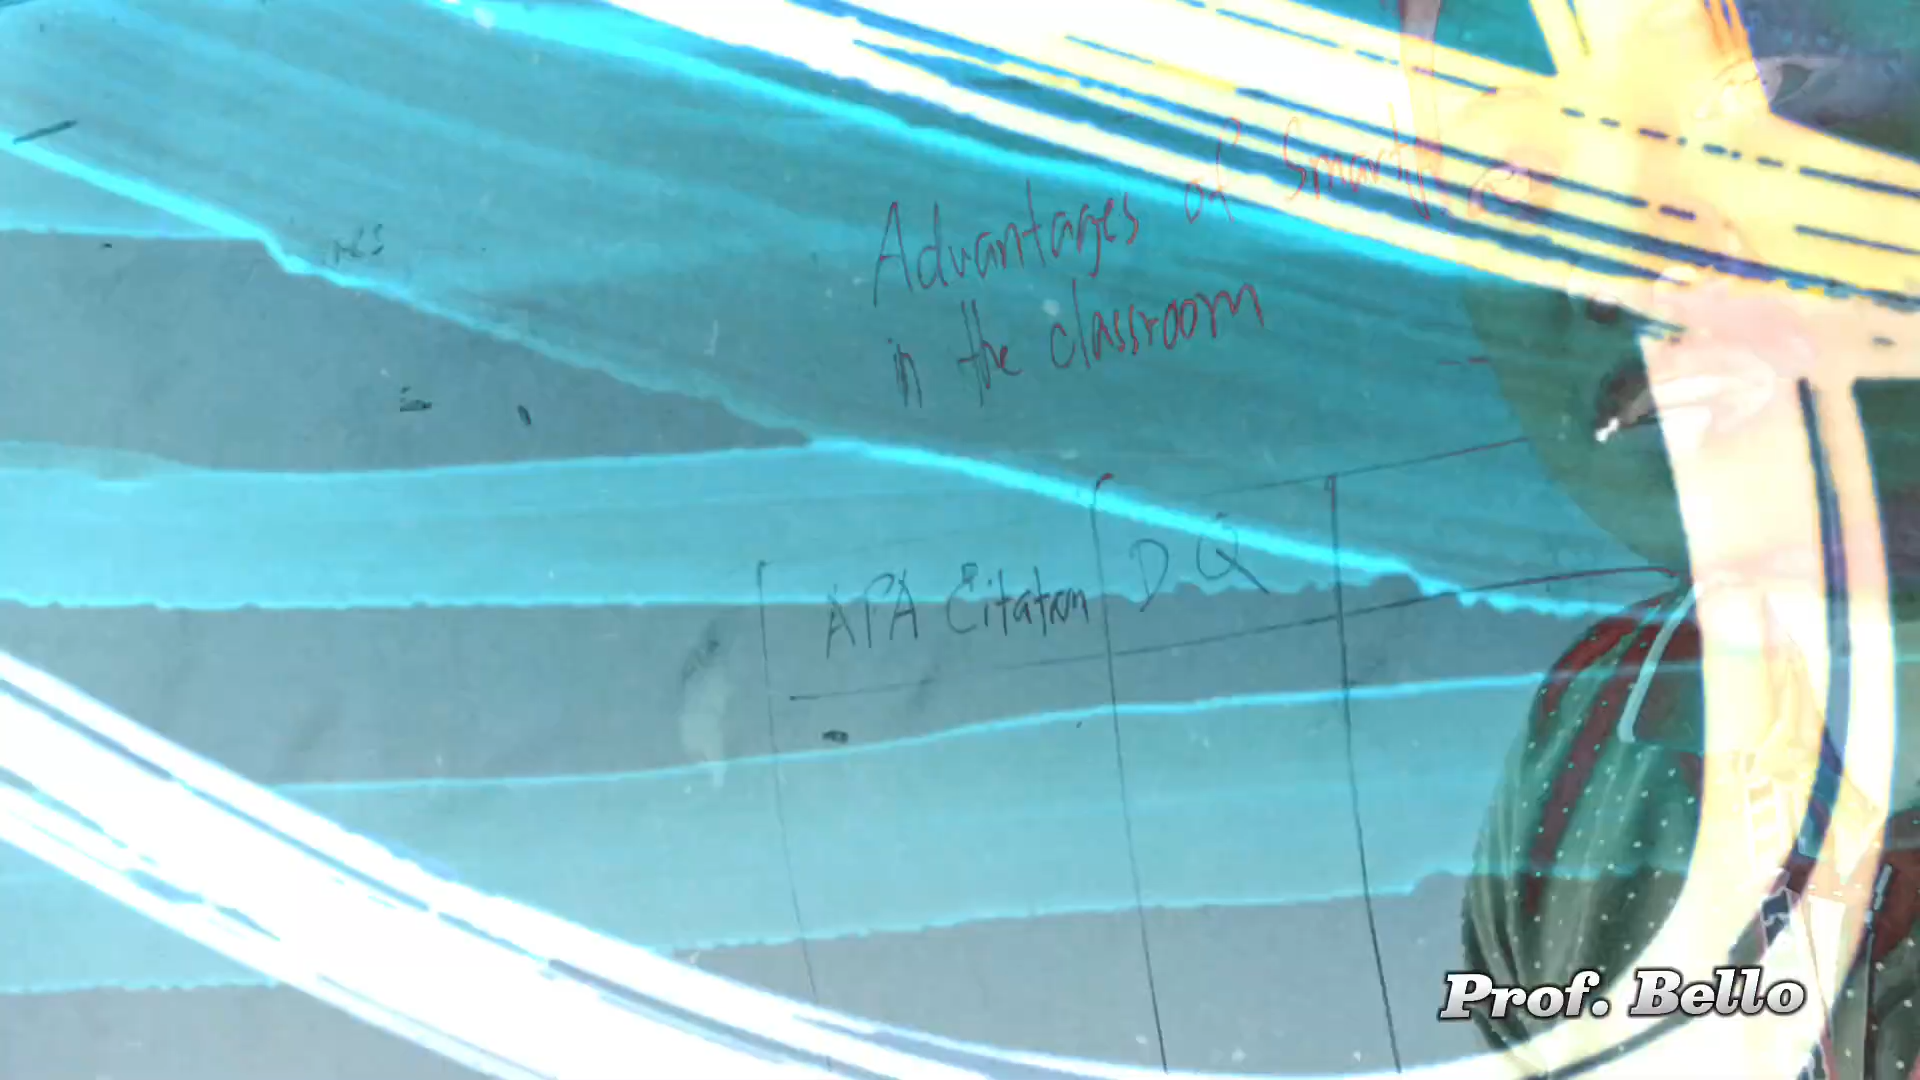 Advantages of Smart
in the classroom
APA Citation
DQ
Prof. Bello